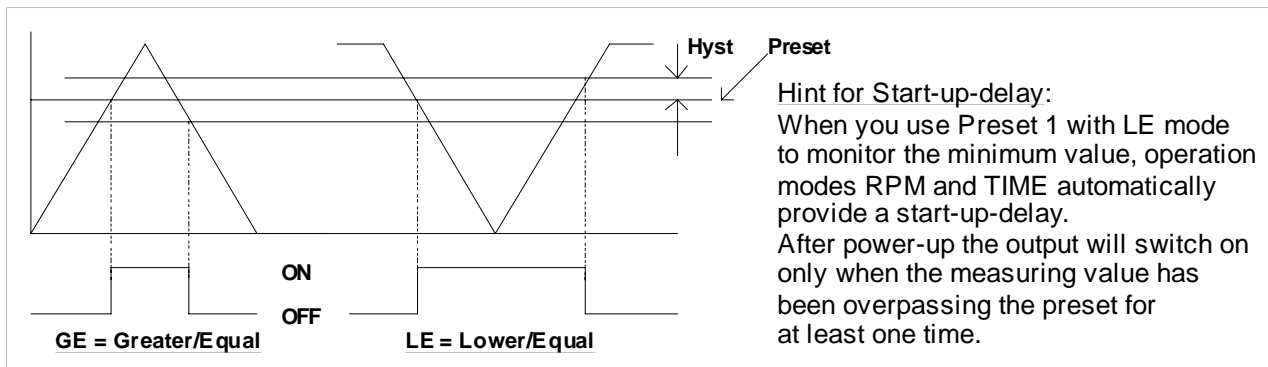 Hyst Preset
ON
OFF
GE = Greater/Equal LE = Lower/Equal
Hint for Start-up-delay:
When you use Preset 1 with LE mode
to monitor the minimum value, operation
modes RPM and TIME automatically
provide a start-up-delay.
After power-up the output will switch on
only when the measuring value has
been overpassing the preset for
at least one time.